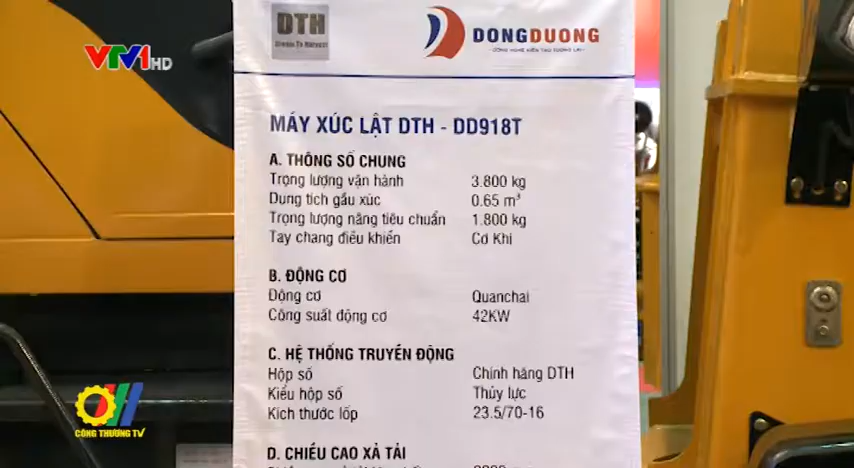 VTV1 HD
DTH
DONGDUONG
MÁY XÚC LẬT DTH - DD918T
A. THÔNG SỐ CHUNG
Trọng lượng vận hành 3.800 kg
Dung tích gầu xúc 0.65 m³
Trọng lượng nâng tiêu chuẩn 1.800 kg
Tay chang điều khiển Cơ Khí
B. ĐỘNG CƠ
Động cơ Quanchai
Công suất động cơ 42KW
C. HỆ THỐNG TRUYỀN ĐỘNG
Hộp số Chính hãng DTH
Kiểu hộp số Thủy lực
Kích thước lốp 23.5/70-16
D. CHIỀU CAO XẢ TẢI
CÔNG THƯƠNG TV